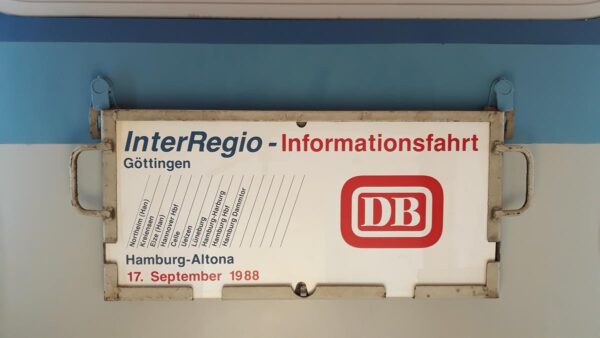 InterRegio - Informationsfahrt
Göttingen
Northeim (Han)
Kreiensen
Elze (Han)
Hannover Hbf
Celle
Uelzen
Lüneburg
Hamburg-Harburg
Hamburg Hbf
Hamburg Dammtor
DB
Hamburg-Altona
17. September 1988